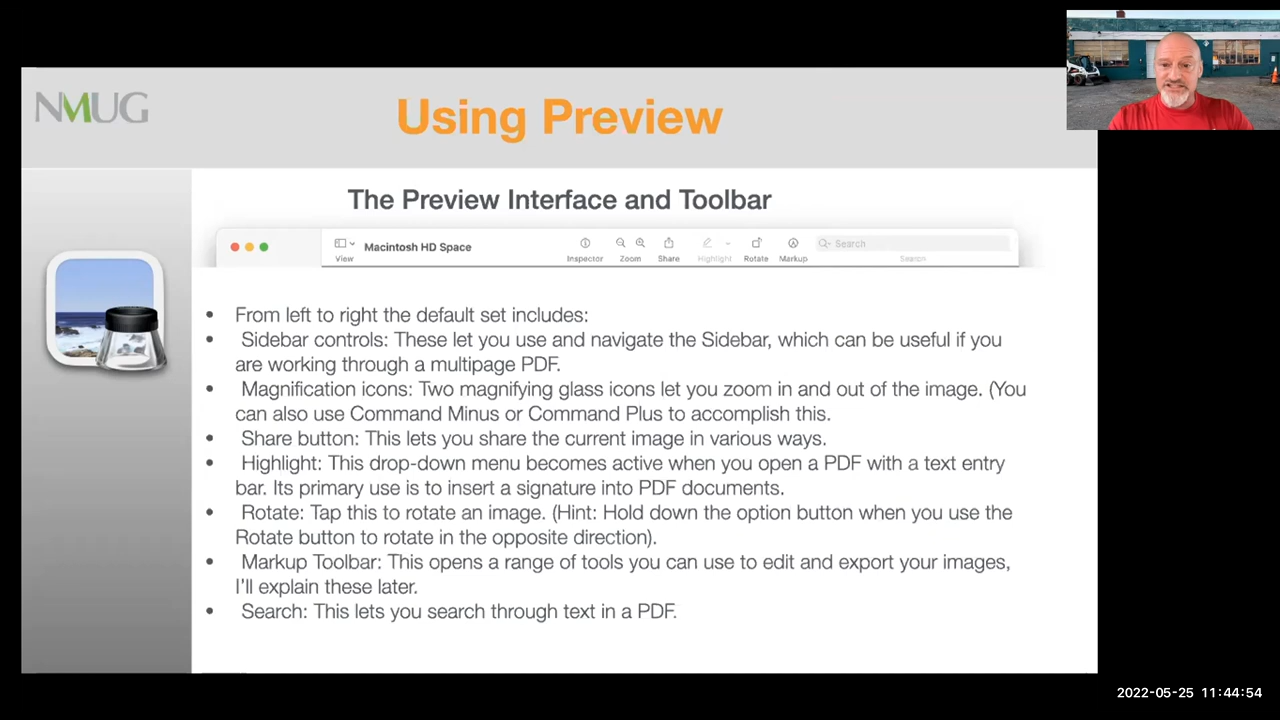 NMUG
Using Preview
The Preview Interface and Toolbar
Macintosh HD Space
Search
View
Inspector
Zoom
Share
Highlight
Rotate
Markup
Search
• From left to right the default set includes:
• Sidebar controls: These let you use and navigate the Sidebar, which can be useful if you
are working through a multipage PDF.
• Magnification icons: Two magnifying glass icons let you zoom in and out of the image. (You
can also use Command Minus or Command Plus to accomplish this.
• Share button: This lets you share the current image in various ways.
• Highlight: This drop-down menu becomes active when you open a PDF with a text entry
bar. Its primary use is to insert a signature into PDF documents.
• Rotate: Tap this to rotate an image. (Hint: Hold down the option button when you use the
Rotate button to rotate in the opposite direction).
• Markup Toolbar: This opens a range of tools you can use to edit and export your images,
I'll explain these later.
• Search: This lets you search through text in a PDF.
2022-05-25 11:44:54